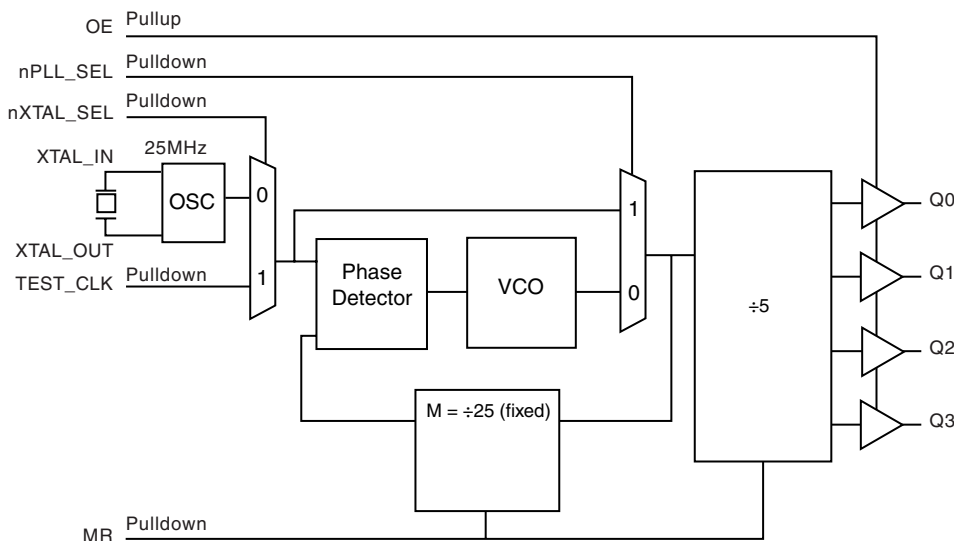 OE Pullup
nPLL_SEL Pulldown
nXTAL_SEL Pulldown
XTAL_IN 25MHz
OSC
XTAL_OUT
TEST_CLK Pulldown
0
1
Phase
Detector
VCO
1
0
÷5
Q0
Q1
Q2
Q3
M = ÷25 (fixed)
MR Pulldown